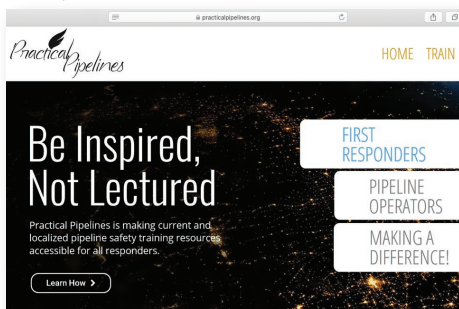 practicalpipelines.org
Practical Pipelines
HOME TRAIN
Be Inspired,
Not Lectured
Practical Pipelines is making current and
localized pipeline safety training resources
accessible for all responders.
Learn How >
FIRST
RESPONDERS
PIPELINE
OPERATORS
MAKING A
DIFFERENCE!